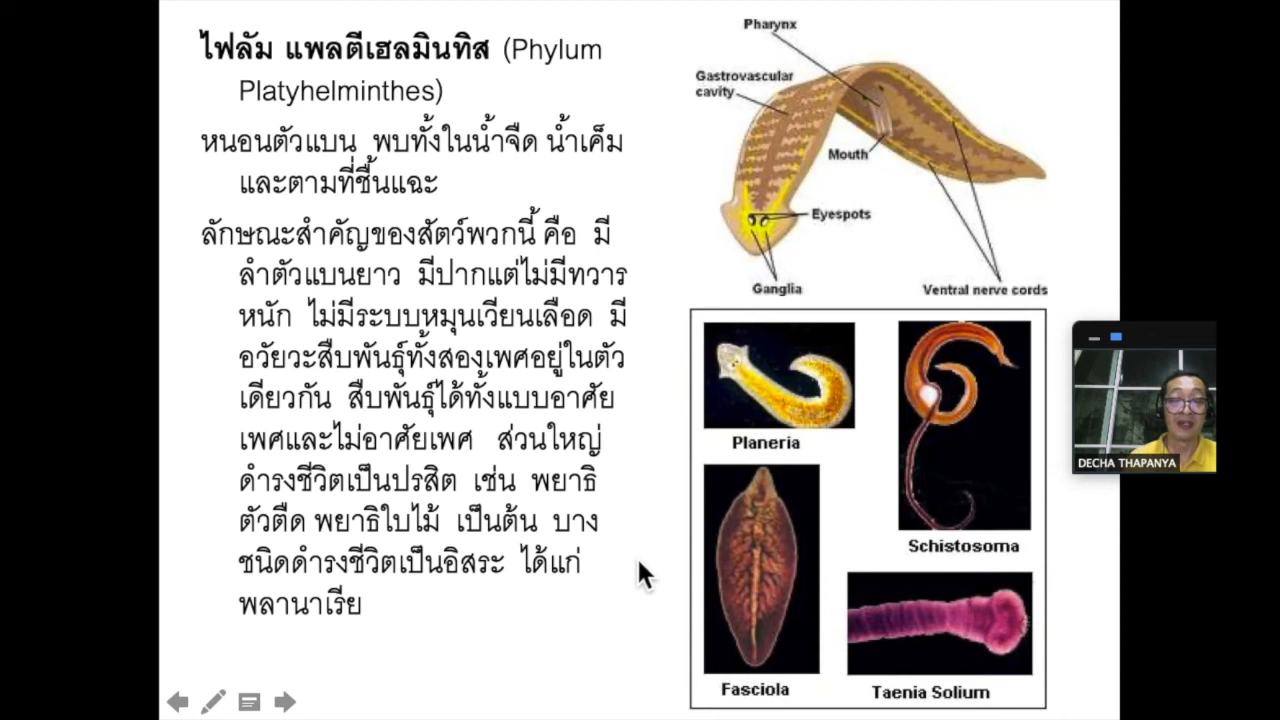 ไฟลัม แพลตีเฮลมินทิส (Phylum
Platyhelminthes)
หนอนตัวแบน พบทั้งในน้ำจืด น้ำเค็ม
และตามที่ชื้นแฉะ
ลักษณะสำคัญของสัตว์พวกนี้ คือ มี
ลำตัวแบนยาว มีปากแต่ไม่มีทวาร
หนัก ไม่มีระบบหมุนเวียนเลือด มี
อวัยวะสืบพันธุ์ทั้งสองเพศอยู่ในตัว
เดียวกัน สืบพันธุ์ได้ทั้งแบบอาศัย
เพศและไม่อาศัยเพศ ส่วนใหญ่
ดำรงชีวิตเป็นปรสิต เช่น พยาธิ
ตัวตืด พยาธิใบไม้ เป็นต้น บาง
ชนิดดำรงชีวิตเป็นอิสระ ได้แก่
พลานาเรีย
Pharynx
Gastrovascular
cavity
Mouth
Eyespots
Ganglia
Ventral nerve cords
Planeria
Schistosoma
Fasciola
Taenia Solium
DECHA THAPANYA